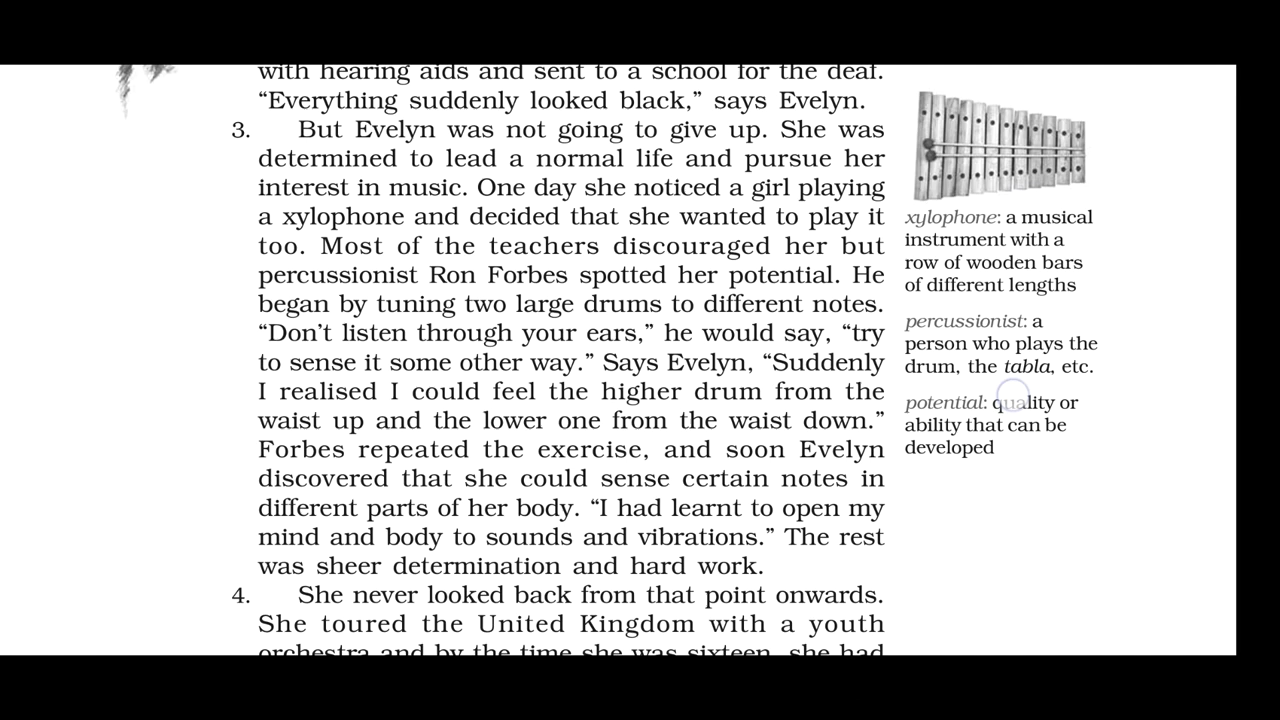 with hearing aids and sent to a school for the deaf.
“Everything suddenly looked black,” says Evelyn.
3. But Evelyn was not going to give up. She was
determined to lead a normal life and pursue her
interest in music. One day she noticed a girl playing
a xylophone and decided that she wanted to play it
too. Most of the teachers discouraged her but
percussionist Ron Forbes spotted her potential. He
began by tuning two large drums to different notes.
“Don’t listen through your ears,” he would say, “try
to sense it some other way.” Says Evelyn, “Suddenly
I realised I could feel the higher drum from the
waist up and the lower one from the waist down.”
Forbes repeated the exercise, and soon Evelyn
discovered that she could sense certain notes in
different parts of her body. “I had learnt to open my
mind and body to sounds and vibrations.” The rest
was sheer determination and hard work.
4. She never looked back from that point onwards.
She toured the United Kingdom with a youth
orchestra and by the time she was sixteen, she had
xylophone: a musical
instrument with a
row of wooden bars
of different lengths
percussionist: a
person who plays the
drum, the tabla, etc.
potential: quality or
ability that can be
developed